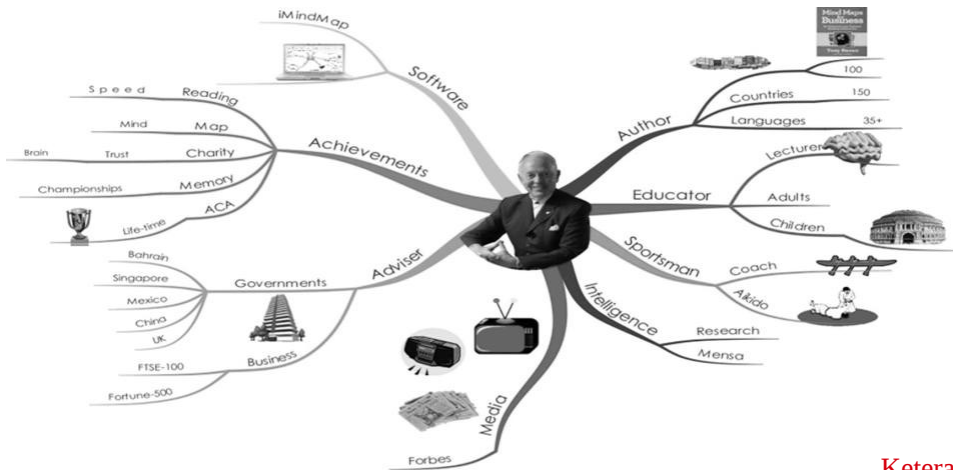 iMindMap
Software
Speed Reading
Mind Map
Brain Trust Charity
Championships Memory
Life-time ACA
Achievements
Mind Maps
Business
Tony Buzan
100
Countries 150
Languages 35+
Author
Lecturer
Adults
Children
Educator
Coach
Aikido
Sportsman
Research
Mensa
Intelligence
Media
Forbes
Adviser
Governments
Bahrain
Singapore
Mexico
China
UK
Business
FTSE-100
Fortune-500
Ketera